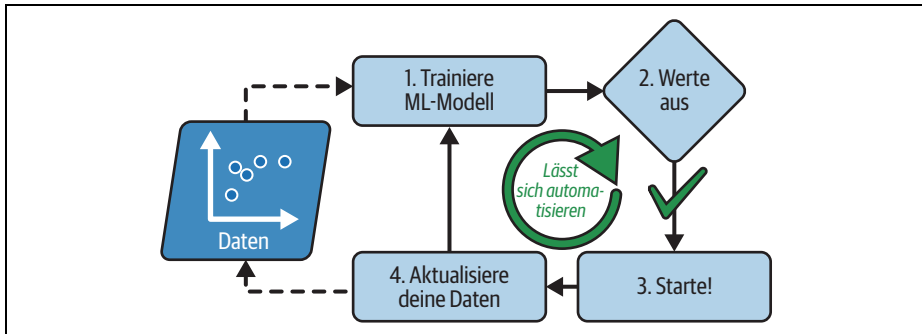 1. Trainiere
ML-Modell
2. Werte
aus
Lässt
sich automa-
tisieren
Daten
4. Aktualisiere
deine Daten
3. Starte!